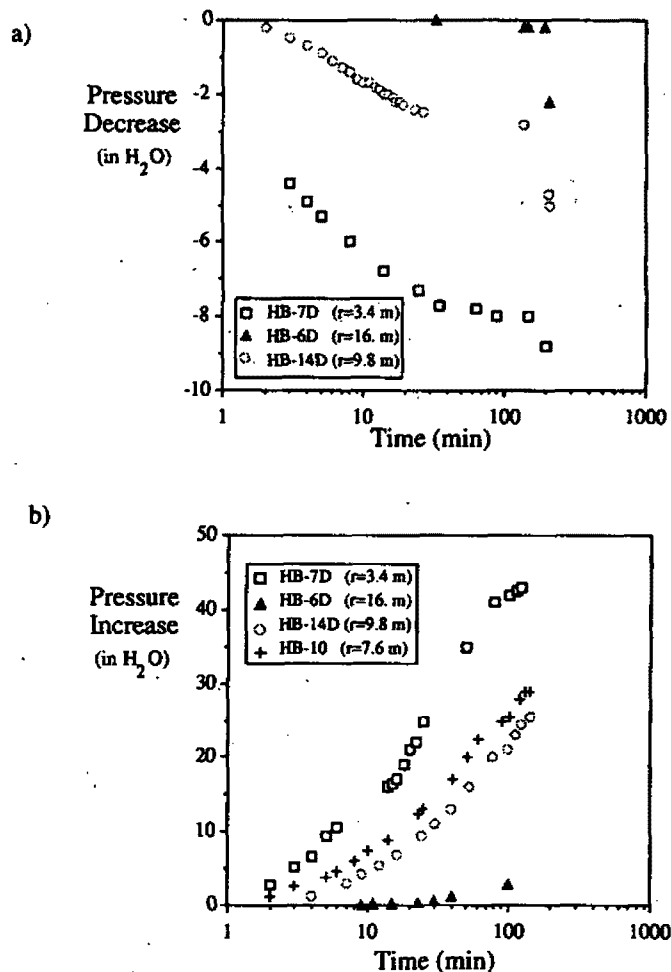 a)
Pressure
Decrease
(in H2O)
0
-2
-4
-6
-8
-10
HB-7D (r=3.4 m)
HB-6D (r=16. m)
HB-14D (r=9.8 m)
1 10 100 1000
Time (min)
b)
Pressure
Increase
(in H2O)
50
40
30
20
10
0
HB-7D (r=3.4 m)
HB-6D (r=16. m)
HB-14D (r=9.8 m)
HB-10 (r=7.6 m)
1 10 100 1000
Time (min)